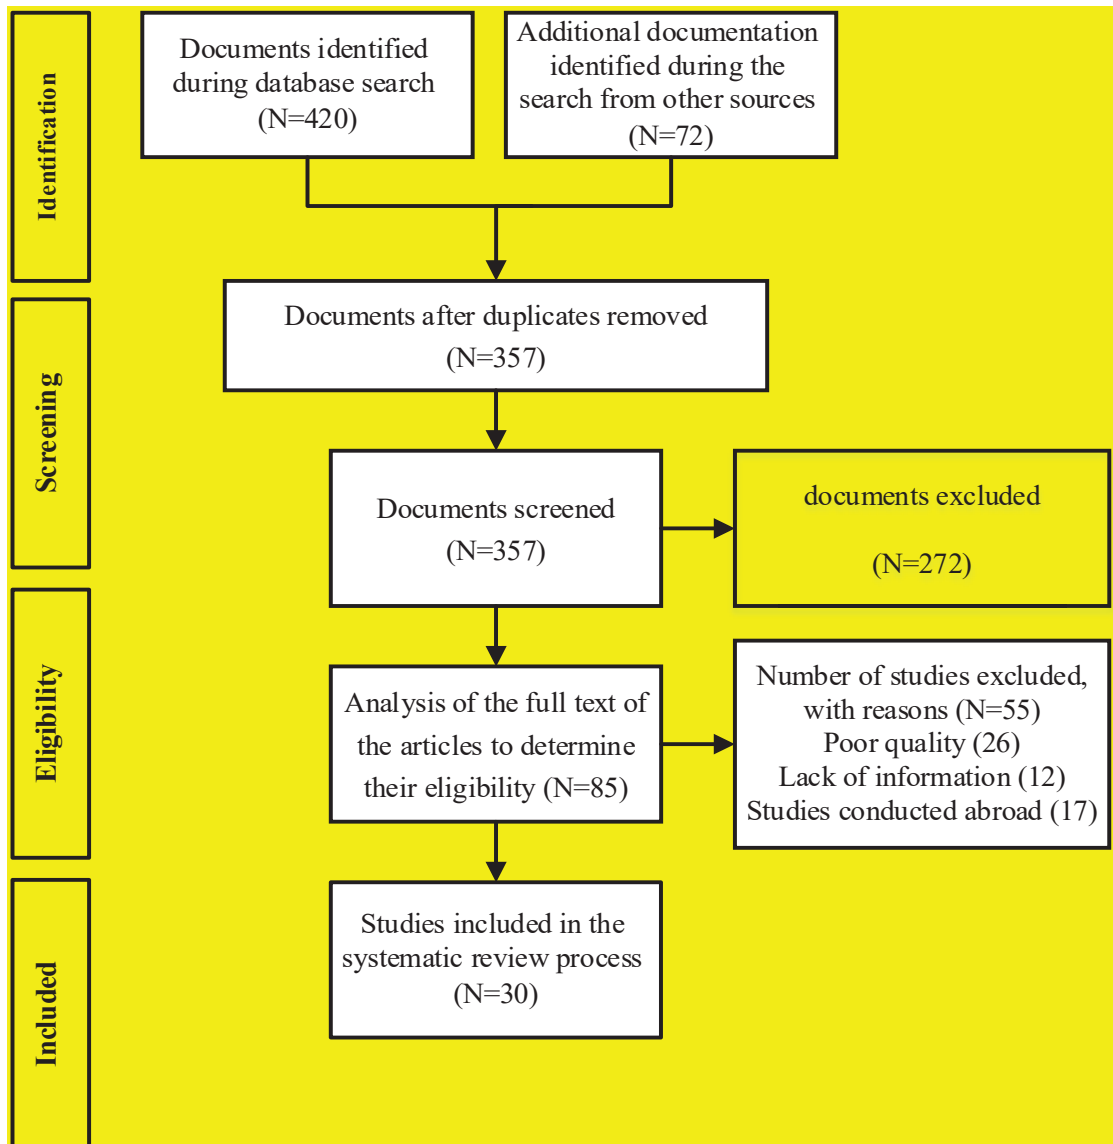 Identification
Documents identified
during database search
(N=420)
Additional documentation
identified during the
search from other sources
(N=72)
Screening
Documents after duplicates removed
(N=357)
Documents screened
(N=357)
documents excluded
(N=272)
Eligibility
Analysis of the full text of
the articles to determine
their eligibility (N=85)
Number of studies excluded,
with reasons (N=55)
Poor quality (26)
Lack of information (12)
Studies conducted abroad (17)
Included
Studies included in the
systematic review process
(N=30)